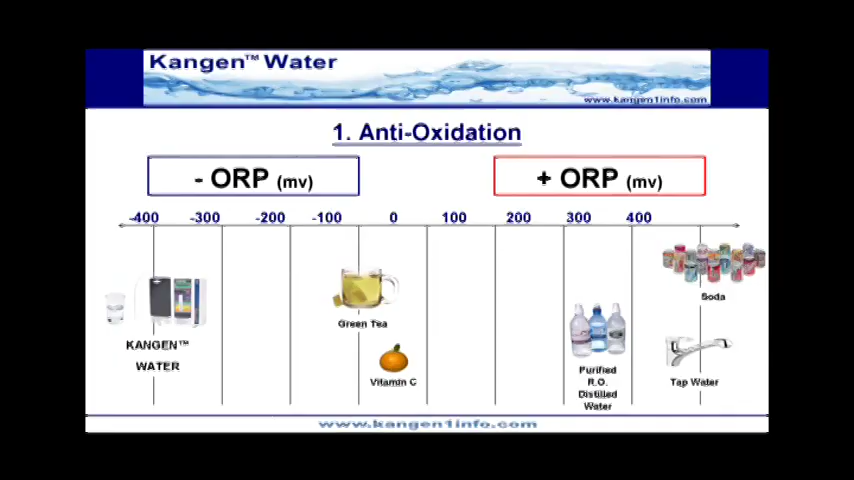 Kangen™ Water
www.kangen1info.com
1. Anti-Oxidation
- ORP (mv)
+ ORP (mv)
-400 -300 -200 -100 0 100 200 300 400
Soda
Green Tea
KANGEN™
WATER
Vitamin C
Purified
R.O.
Distilled
Water
Tap Water
www.kangen1info.com